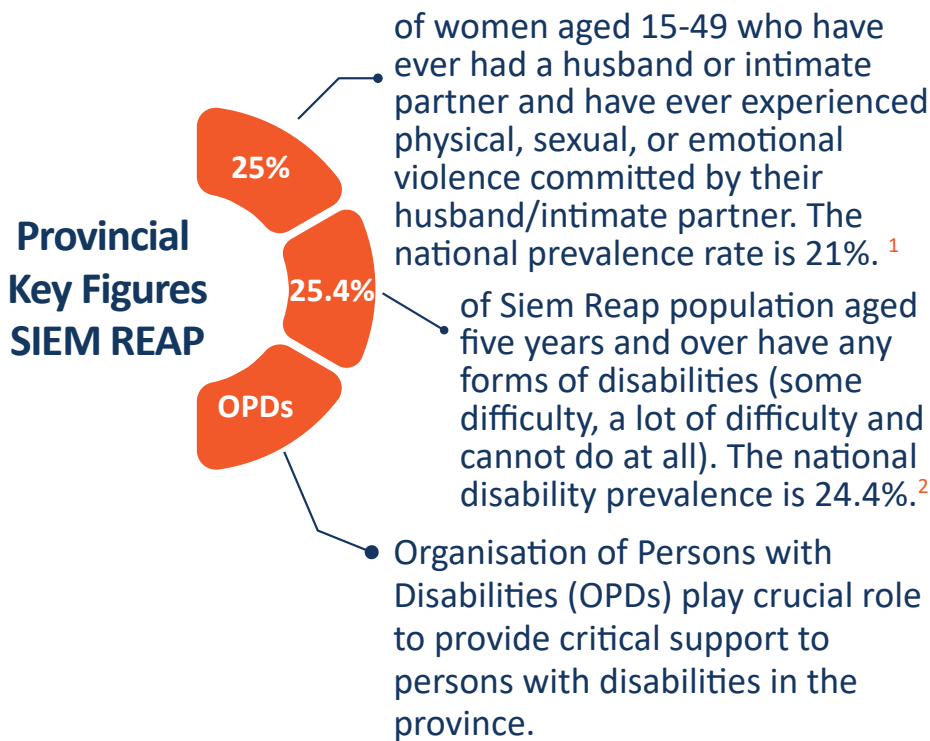 Provincial
Key Figures
SIEM REAP
25%
of women aged 15-49 who have
ever had a husband or intimate
partner and have ever experienced
physical, sexual, or emotional
violence committed by their
husband/intimate partner. The
national prevalence rate is 21%. 1
25.4%
of Siem Reap population aged
five years and over have any
forms of disabilities (some
difficulty, a lot of difficulty and
cannot do at all). The national
disability prevalence is 24.4%.2
OPDs
Organisation of Persons with
Disabilities (OPDs) play crucial role
to provide critical support to
persons with disabilities in the
province.